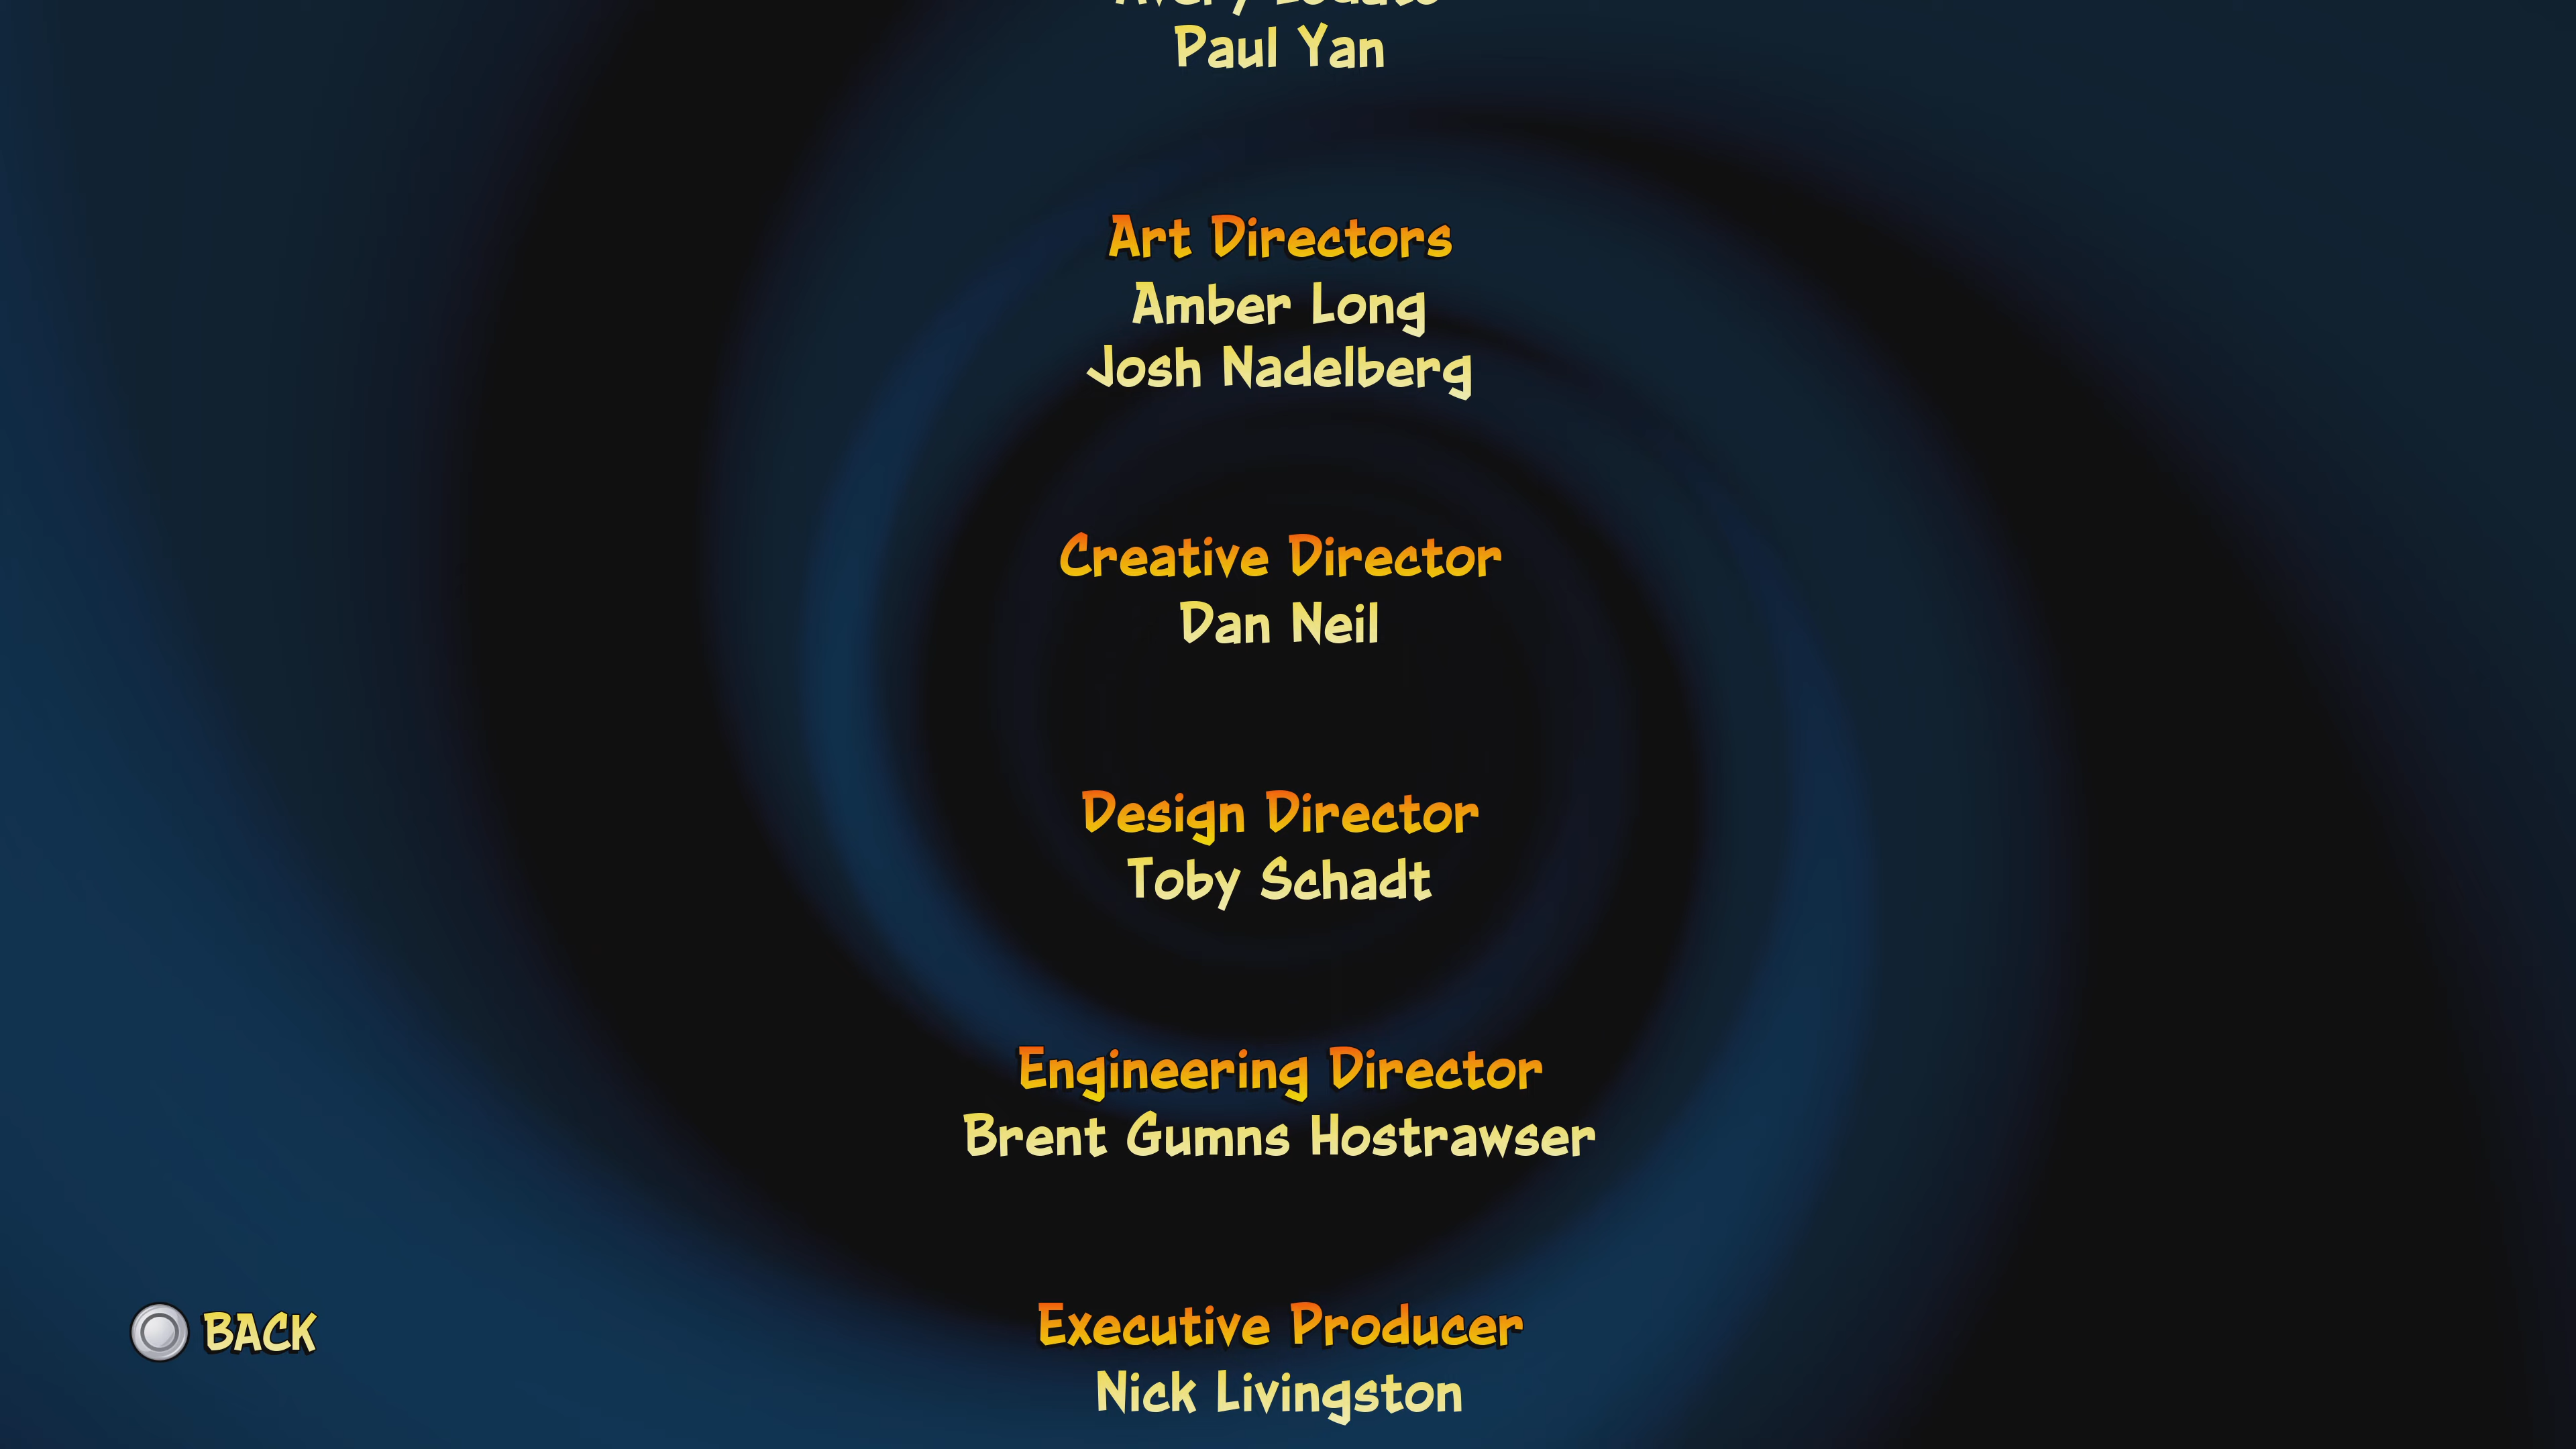 Paul Yan
Art Directors
Amber Long
Josh Nadelberg
Creative Director
Dan Neil
Design Director
Toby Schadt
Engineering Director
Brent Gumns Hostrawser
Executive Producer
Nick Livingston
BACK